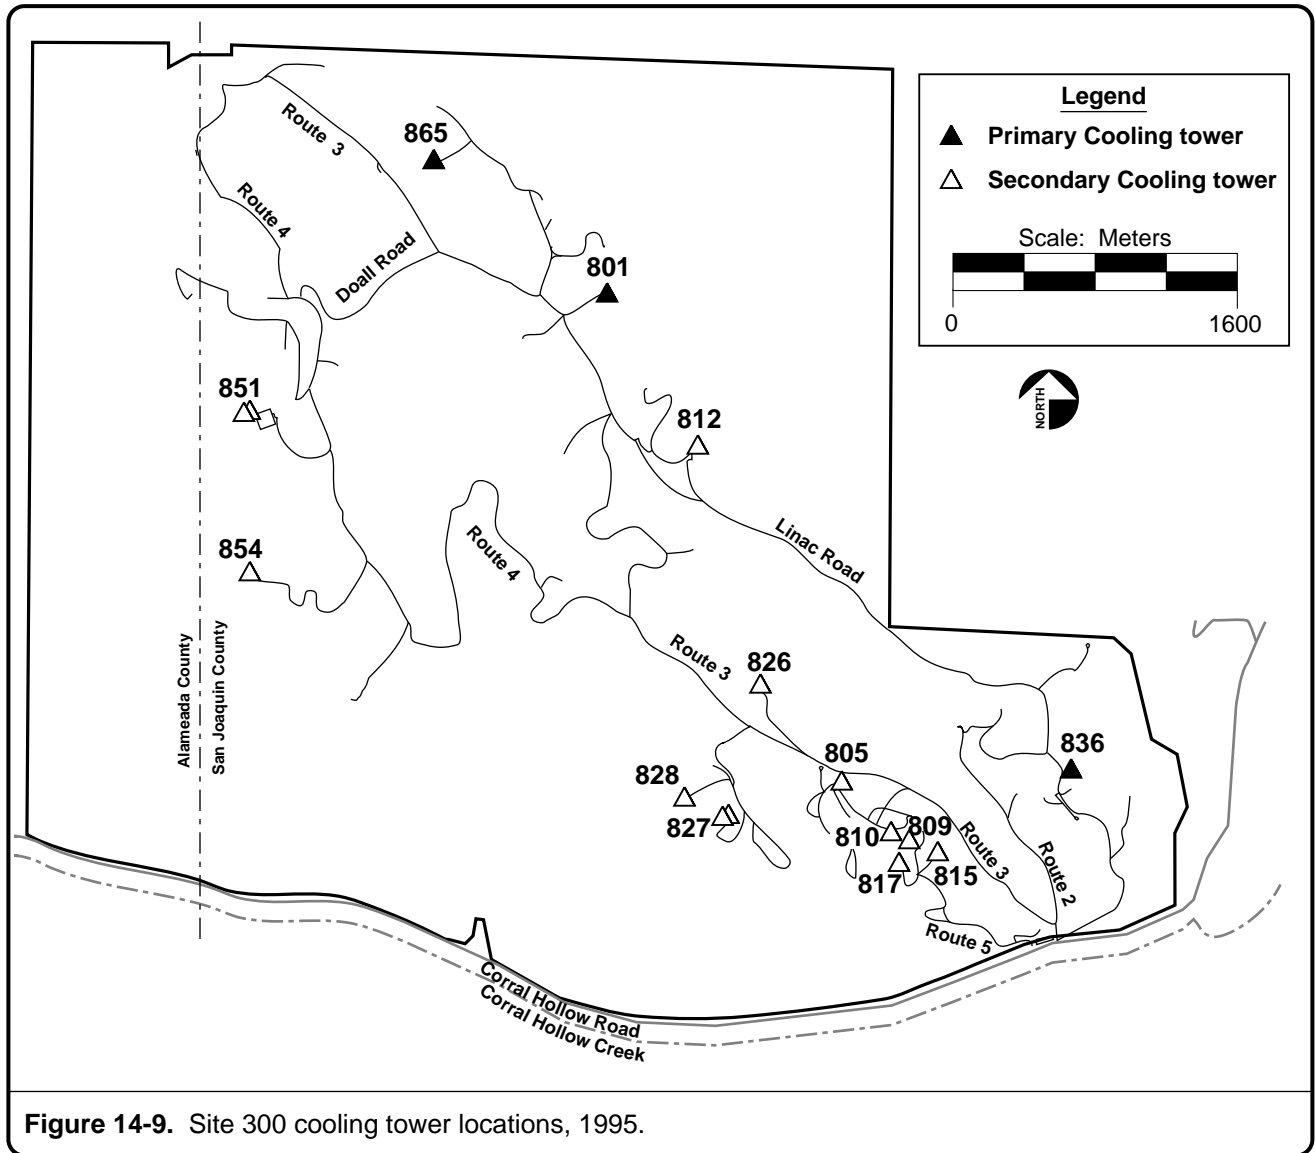 Legend
Primary Cooling tower
Secondary Cooling tower
Scale: Meters
0
1600
NORTH
Route 3
865
Route 4
Doall Road
801
851
812
854
Route 4
Linac Road
Alameada County
San Joaquin County
Route 3
826
805
836
828
827
810
809
817
815
Route 3
Route 2
Route 5
Corral Hollow Road
Corral Hollow Creek
Figure 14-9. Site 300 cooling tower locations, 1995.